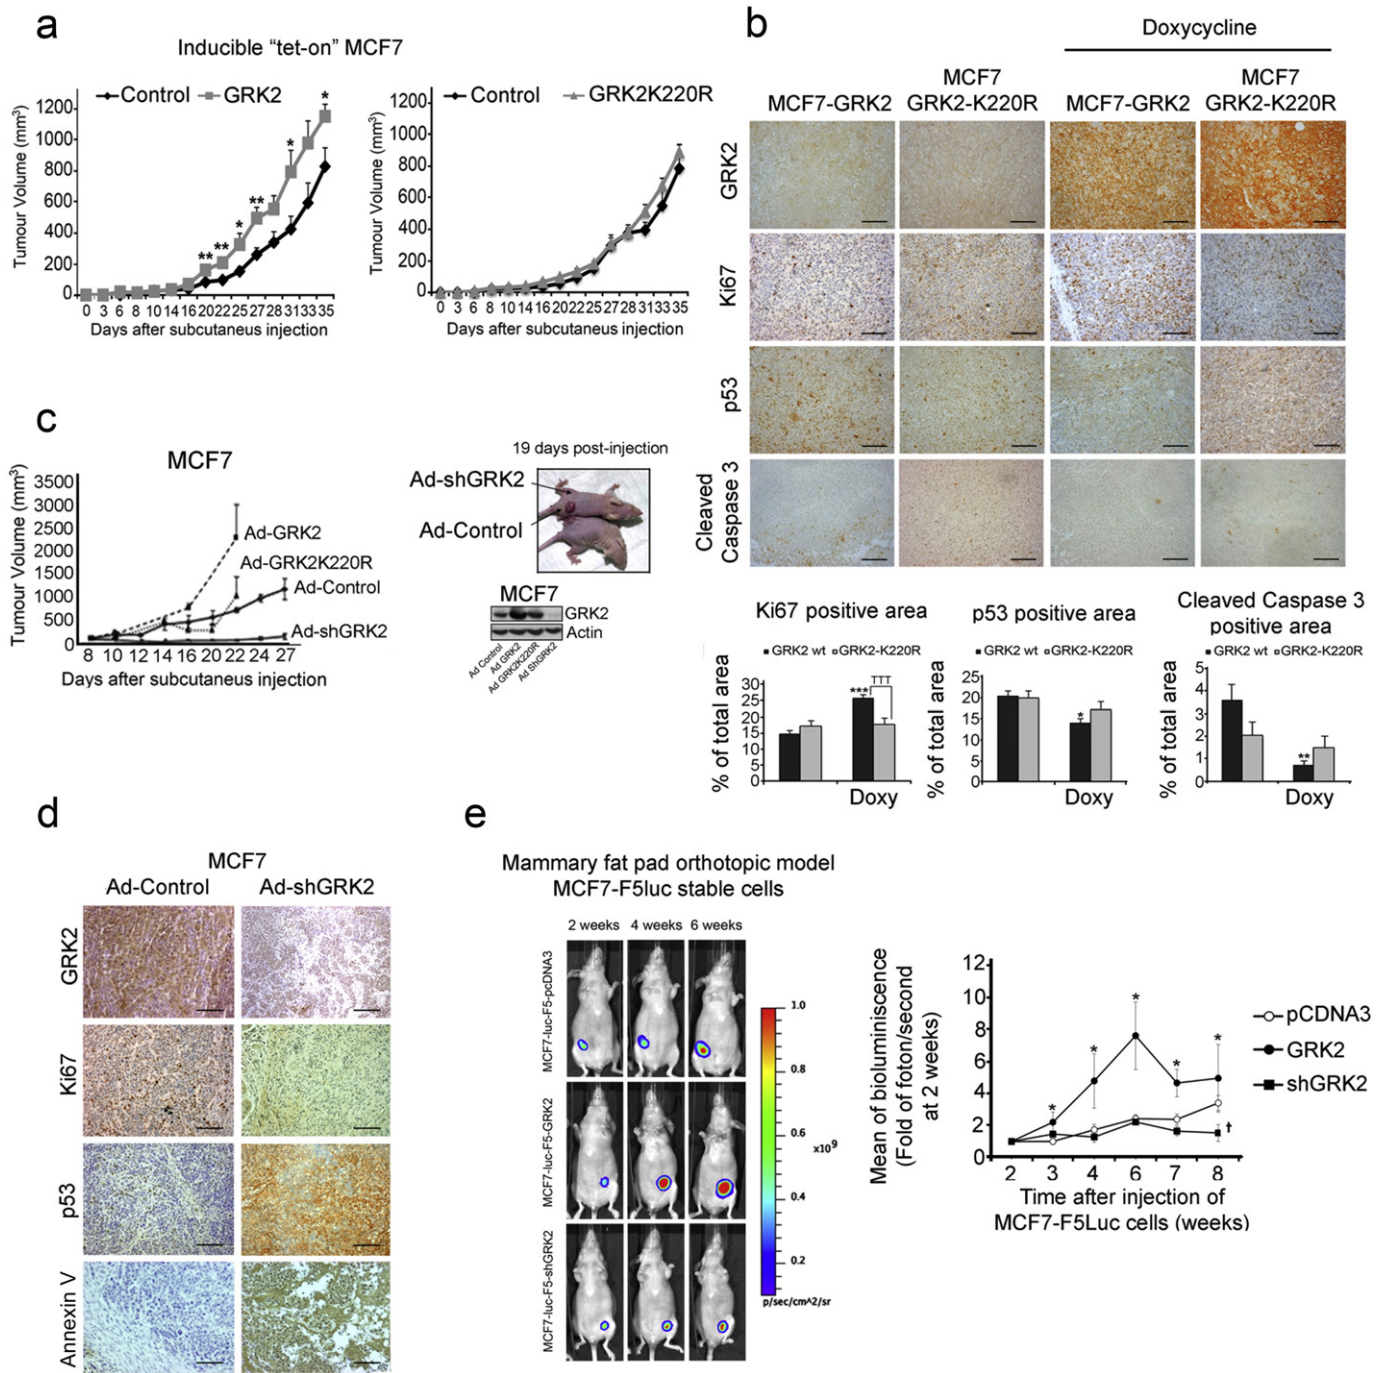 a
Inducible “tet-on” MCF7
Control GRK2
Tumour Volume (mm3)
1200
1000
800
600
400
200
0
* * ** * ** **
0 3 6 8 10 14 16 20 22 25 27 28 31 33 35
Days after subcutaneus injection
Control GRK2K220R
Tumour Volume (mm3)
1200
1000
800
600
400
200
0
0 3 6 8 10 14 16 20 22 25 27 28 31 33 35
Days after subcutaneus injection
b
Doxycycline
MCF7-GRK2
MCF7
GRK2-K220R
MCF7-GRK2
MCF7
GRK2-K220R
GRK2
Ki67
p53
Cleaved
Caspase 3
Ki67 positive area
GRK2 wt GRK2-K220R
% of total area
30
25
20
15
10
5
0
*** TTT
Doxy
p53 positive area
GRK2 wt GRK2-K220R
% of total area
25
20
15
10
5
0
*
Doxy
Cleaved Caspase 3
positive area
GRK2 wt GRK2-K220R
% of total area
5
4
3
2
1
0
**
Doxy
c
MCF7
Tumour Volume (mm3)
3500
3000
2500
2000
1500
1000
500
0
Ad-GRK2
Ad-GRK2K220R
Ad-Control
Ad-shGRK2
8 10 12 14 16 20 22 24 27
Days after subcutaneus injection
19 days post-injection
Ad-shGRK2
Ad-Control
MCF7
GRK2
Actin
Ad Control
Ad GRK2
Ad GRK2K220R
Ad ShGRK2
d
MCF7
Ad-Control Ad-shGRK2
GRK2
Ki67
p53
Annexin V
e
Mammary fat pad orthotopic model
MCF7-F5luc stable cells
2 weeks 4 weeks 6 weeks
MCF7-luc-F5-pcDNA3
MCF7-luc-F5-GRK2
MCF7-luc-F5-shGRK2
1.0
0.8
0.6
x10 9
0.4
0.2
p/sec/cm^2/sr
Mean of bioluminiscence
(Fold of foton/second
at 2 weeks)
12
10
8
6
4
2
0
* * * * *
†
pCDNA3
GRK2
shGRK2
2 3 4 6 7 8
Time after injection of
MCF7-F5Luc cells (weeks)